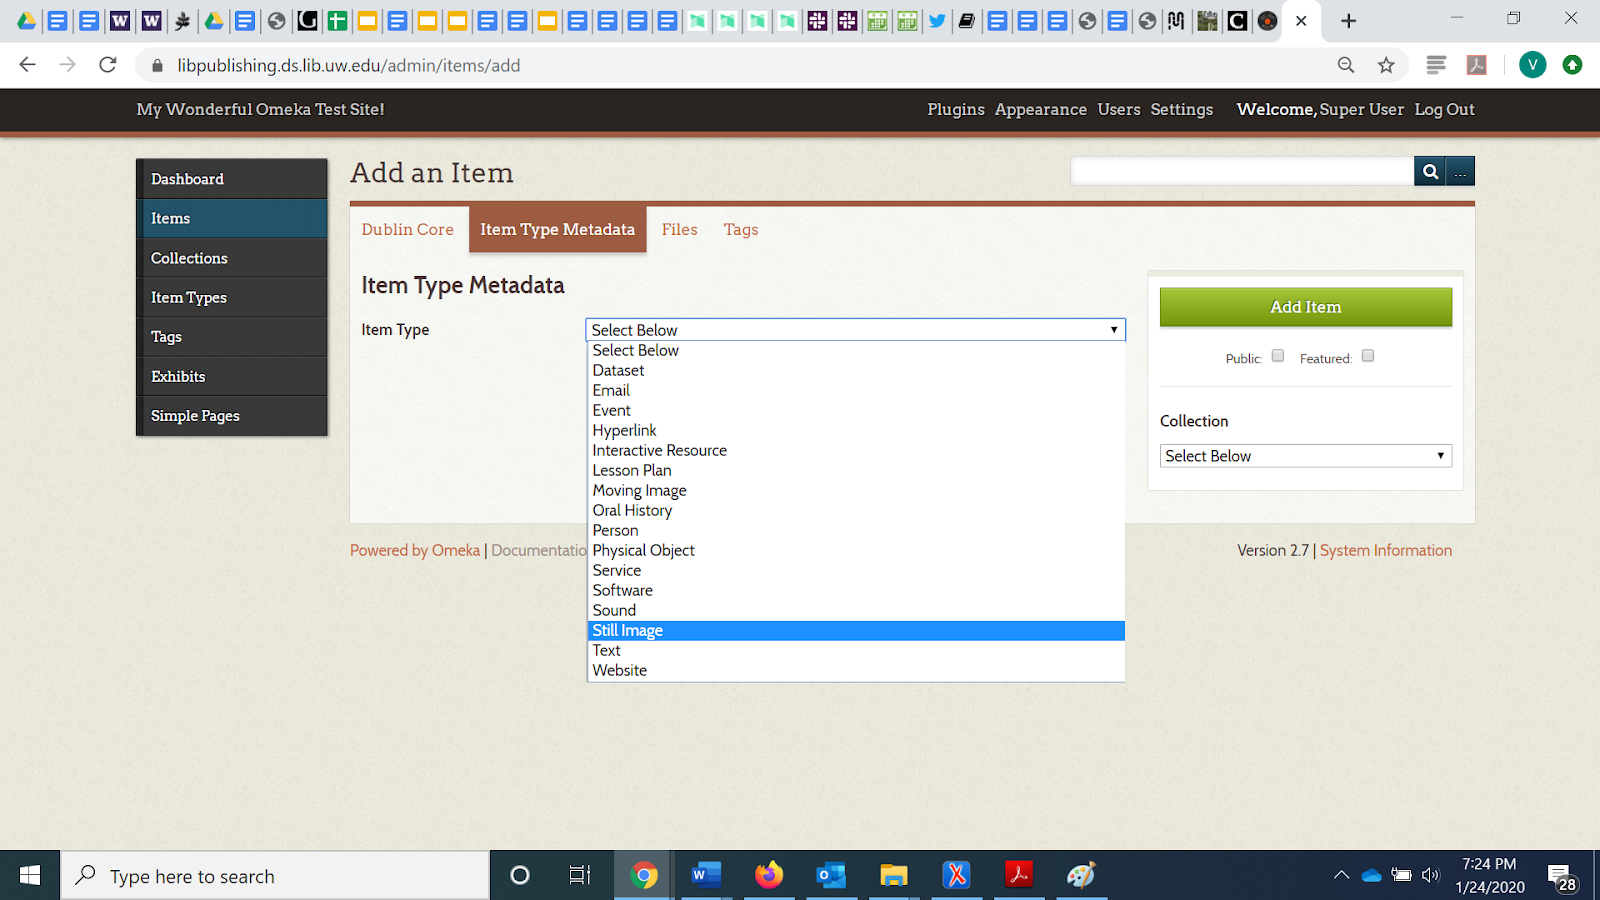 libpublishing.ds.lib.uw.edu/admin/items/add
V
My Wonderful Omeka Test Site!
Plugins Appearance Users Settings Welcome, Super User Log Out
Dashboard
Items
Collections
Item Types
Tags
Exhibits
Simple Pages
Add an Item
...
Dublin Core Item Type Metadata Files Tags
Item Type Metadata
Item Type
Select Below
Select Below
Dataset
Email
Event
Hyperlink
Interactive Resource
Lesson Plan
Moving Image
Oral History
Person
Physical Object
Service
Software
Sound
Still Image
Text
Website
Add Item
Public: Featured:
Collection
Select Below
Powered by Omeka | Documentatio
Version 2.7 | System Information
Type here to search
7:24 PM
1/24/2020
28